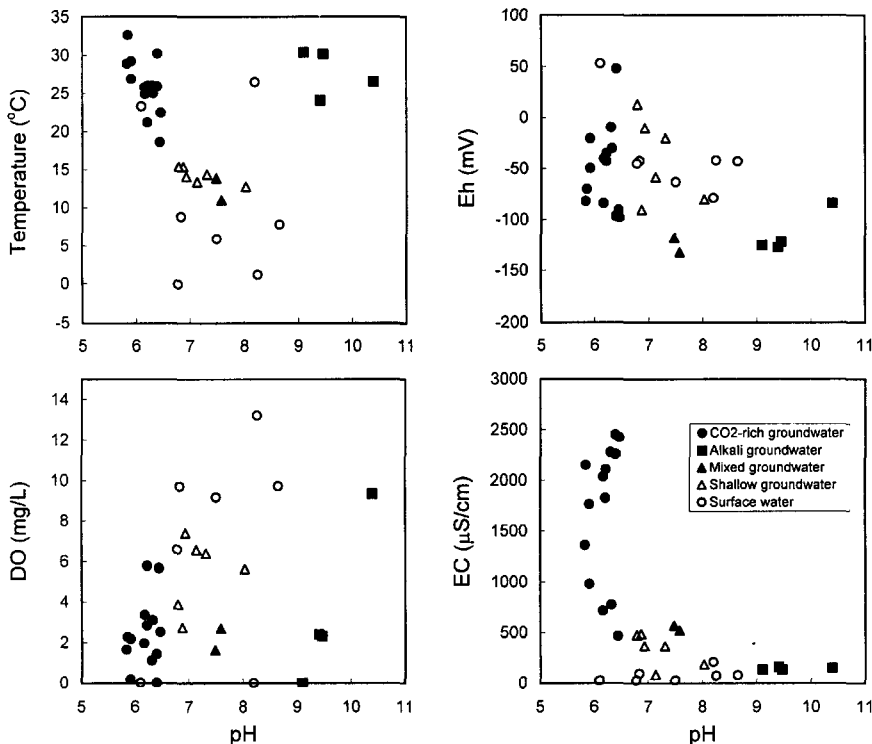 35
30
25
20
15
10
5
0
-5
Temperature (°C)
5 6 7 8 9 10 11
100
50
0
-50
-100
-150
-200
Eh (mV)
5 6 7 8 9 10 11
14
12
10
8
6
4
2
0
DO (mg/L)
5 6 7 8 9 10 11
pH
3000
2500
2000
1500
1000
500
0
EC (μS/cm)
CO2-rich groundwater
Alkali groundwater
Mixed groundwater
Shallow groundwater
Surface water
5 6 7 8 9 10 11
pH